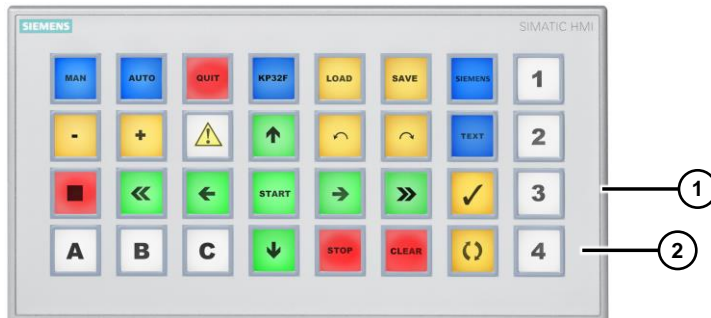 SIEMENS SIMATIC HMI
MAN AUTO QUIT KP32F LOAD SAVE SIEMENS 1
- + TEXT 2
START 3 1
A B C STOP CLEAR 4 2